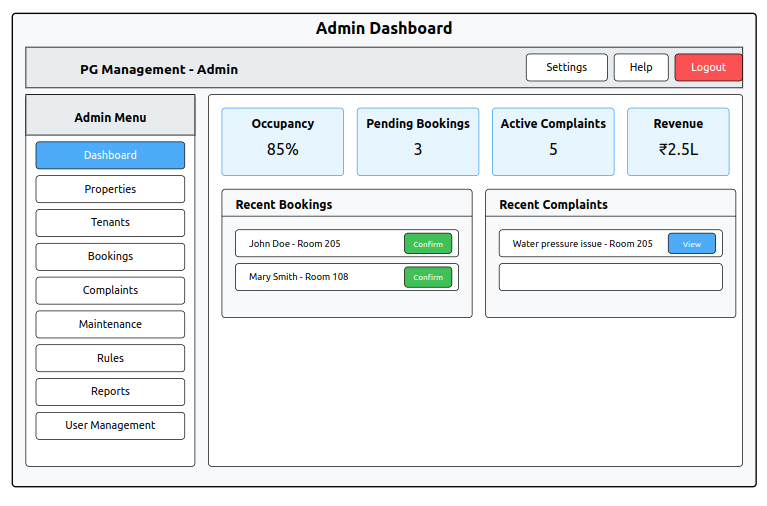 Admin Dashboard
PG Management - Admin
Settings
Help
Logout
Admin Menu
Dashboard
Properties
Tenants
Bookings
Complaints
Maintenance
Rules
Reports
User Management
Occupancy
85%
Pending Bookings
3
Active Complaints
5
Revenue
₹2.5L
Recent Bookings
John Doe - Room 205
Confirm
Mary Smith - Room 108
Confirm
Recent Complaints
Water pressure issue - Room 205
View